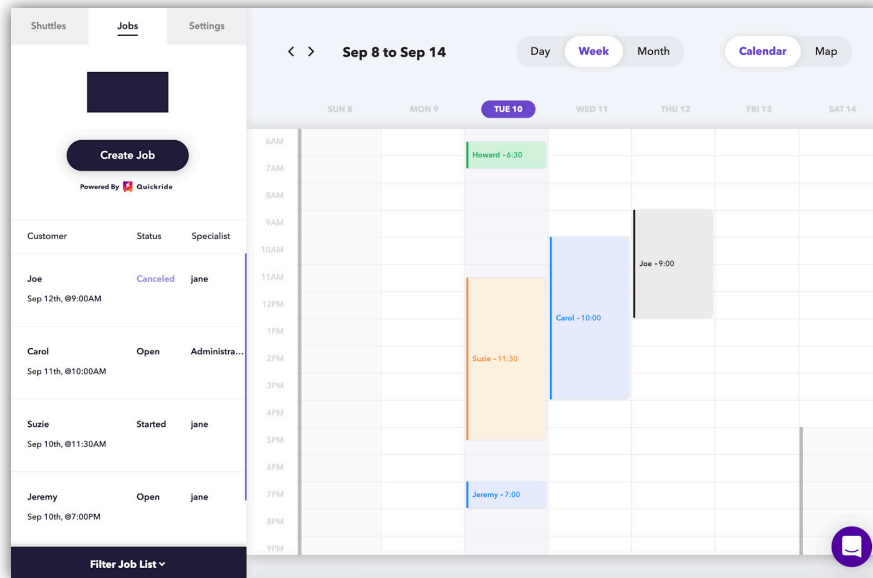 Shuttles
Jobs
Settings
Create Job
Powered By Quickride
Customer Status Specialist
Joe Canceled jane
Sep 12th, @9:00AM
Carol Open Administra...
Sep 11th, @10:00AM
Suzie Started jane
Sep 10th, @11:30AM
Jeremy Open jane
Sep 10th, @7:00PM
Filter Job List
Sep 8 to Sep 14
Day Week Month
Calendar Map
SUN 8 MON 9 TUE 10 WED 11 THU 12 FRI 13 SAT 14
6AM
Howard - 6:30
7AM
8AM
9AM
10AM
Joe - 9:00
11AM
12PM
Carol - 10:00
1PM
2PM
Suzie - 11:30
3PM
4PM
5PM
6PM
7PM
Jeremy - 7:00
8PM
9PM